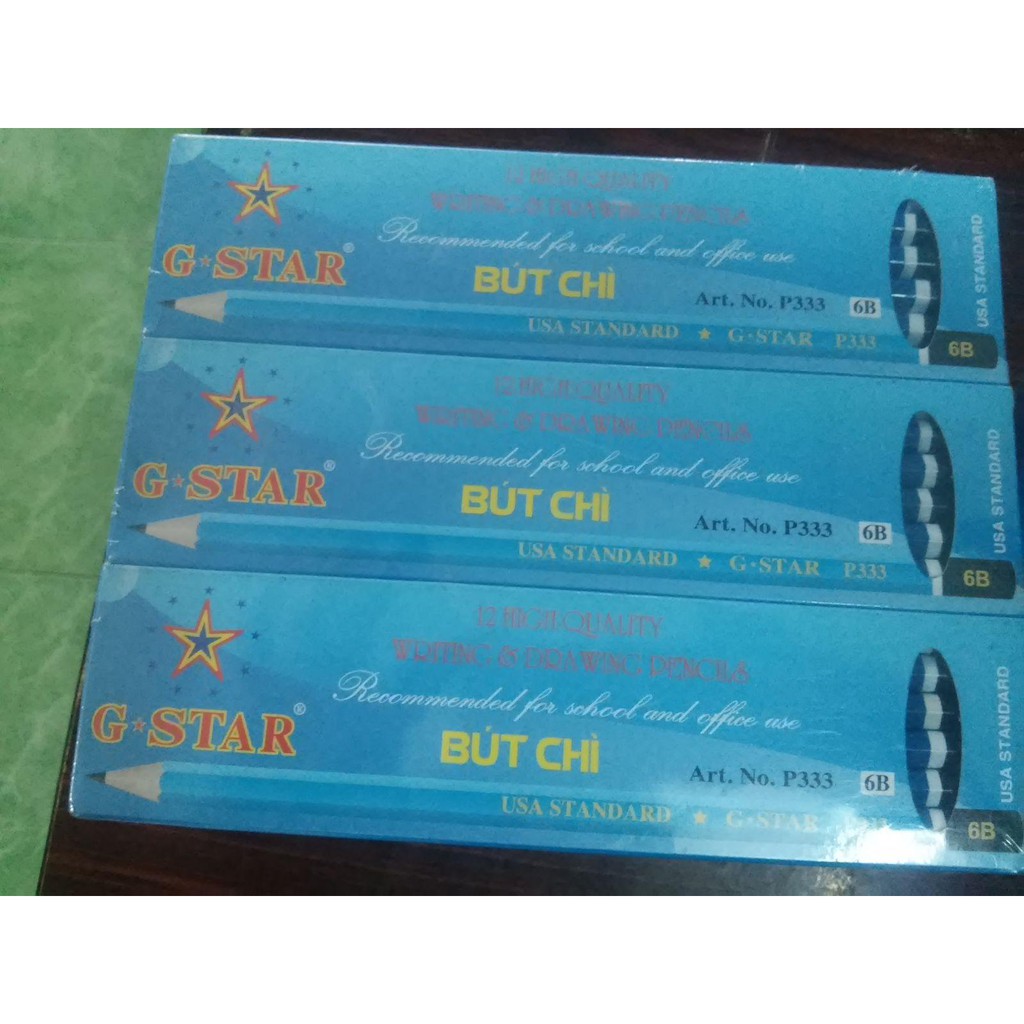 12 HIGH-QUALITY
WRITING & DRAWING PENCILS
Recommended for school and office use
G★STAR®
BÚT CHÌ
Art. No. P333 6B
USA STANDARD ★ G·STAR P333
6B
USA STANDARD
12 HIGH-QUALITY
WRITING & DRAWING PENCILS
Recommended for school and office use
G★STAR®
BÚT CHÌ
Art. No. P333 6B
USA STANDARD ★ G·STAR P333
6B
USA STANDARD
12 HIGH-QUALITY
WRITING & DRAWING PENCILS
Recommended for school and office use
G★STAR®
BÚT CHÌ
Art. No. P333 6B
USA STANDARD ★ G·STAR
6B
USA STANDARD